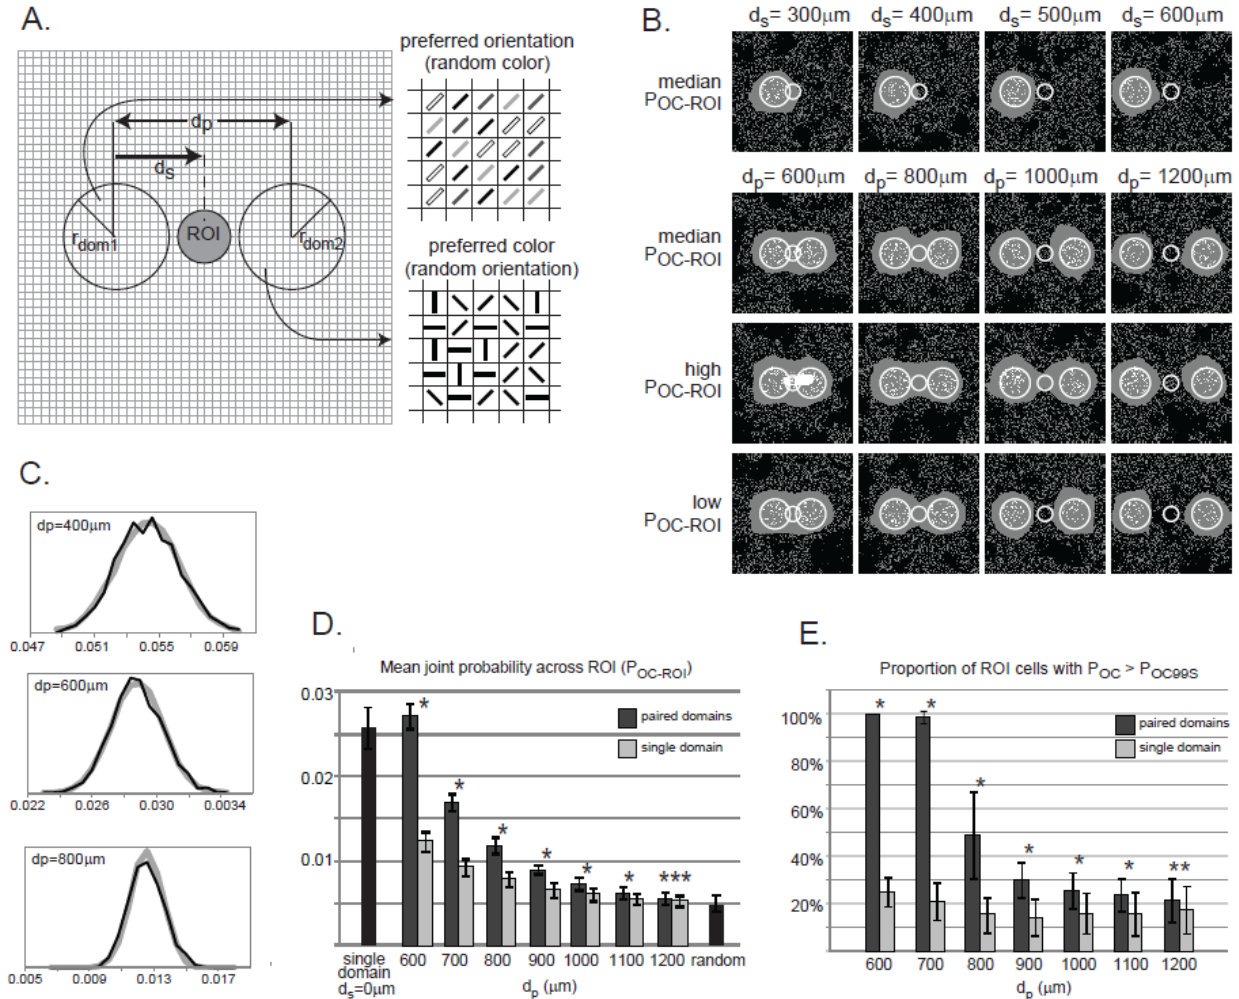 A.
preferred orientation
(random color)
dp
ds
rdom1
ROI
rdom2
preferred color
(random orientation)
B.
ds= 300μm
ds= 400μm
ds= 500μm
ds= 600μm
median
POC-ROI
dp= 600μm
dp= 800μm
dp= 1000μm
dp= 1200μm
median
POC-ROI
high
POC-ROI
low
POC-ROI
C.
dp=400μm
0.047 0.051 0.055 0.059
dp=600μm
0.022 0.026 0.030 0.0034
dp=800μm
0.005 0.009 0.013 0.017
D.
Mean joint probability across ROI (POC-ROI)
0.03
0.02
0.01
paired domains
single domain
* * * * * * ***
single
domain
ds=0μm
600 700 800 900 1000 1100 1200 random
dp (μm)
E.
Proportion of ROI cells with POC > POC99S
100%
80%
60%
40%
20%
paired domains
single domain
* * * * * * **
600 700 800 900 1000 1100 1200
dp (μm)